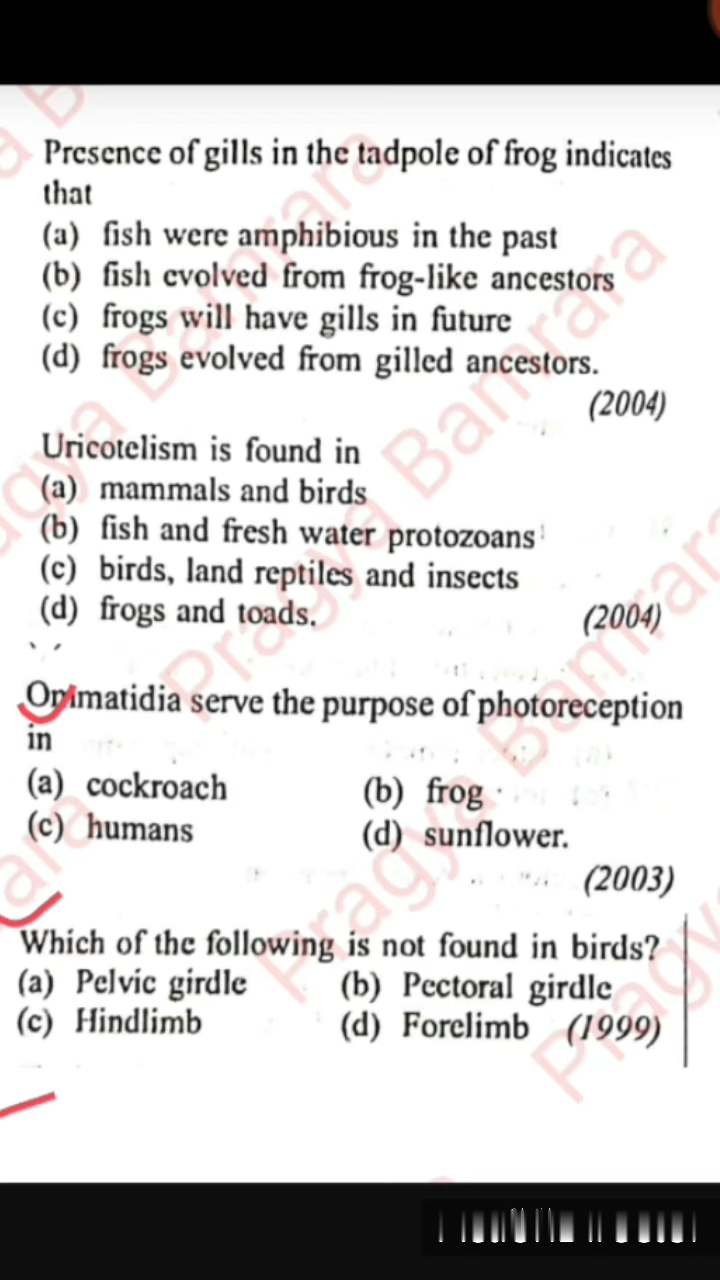 Presence of gills in the tadpole of frog indicates
that
(a) fish were amphibious in the past
(b) fish evolved from frog-like ancestors
(c) frogs will have gills in future
(d) frogs evolved from gilled ancestors.
(2004)
Uricotelism is found in
(a) mammals and birds
(b) fish and fresh water protozoans
(c) birds, land reptiles and insects
(d) frogs and toads. (2004)
Ommatidia serve the purpose of photoreception
in
(a) cockroach (b) frog
(c) humans (d) sunflower.
(2003)
Which of the following is not found in birds?
(a) Pelvic girdle (b) Pectoral girdle
(c) Hindlimb (d) Forelimb (1999)
Pragya Bamrara